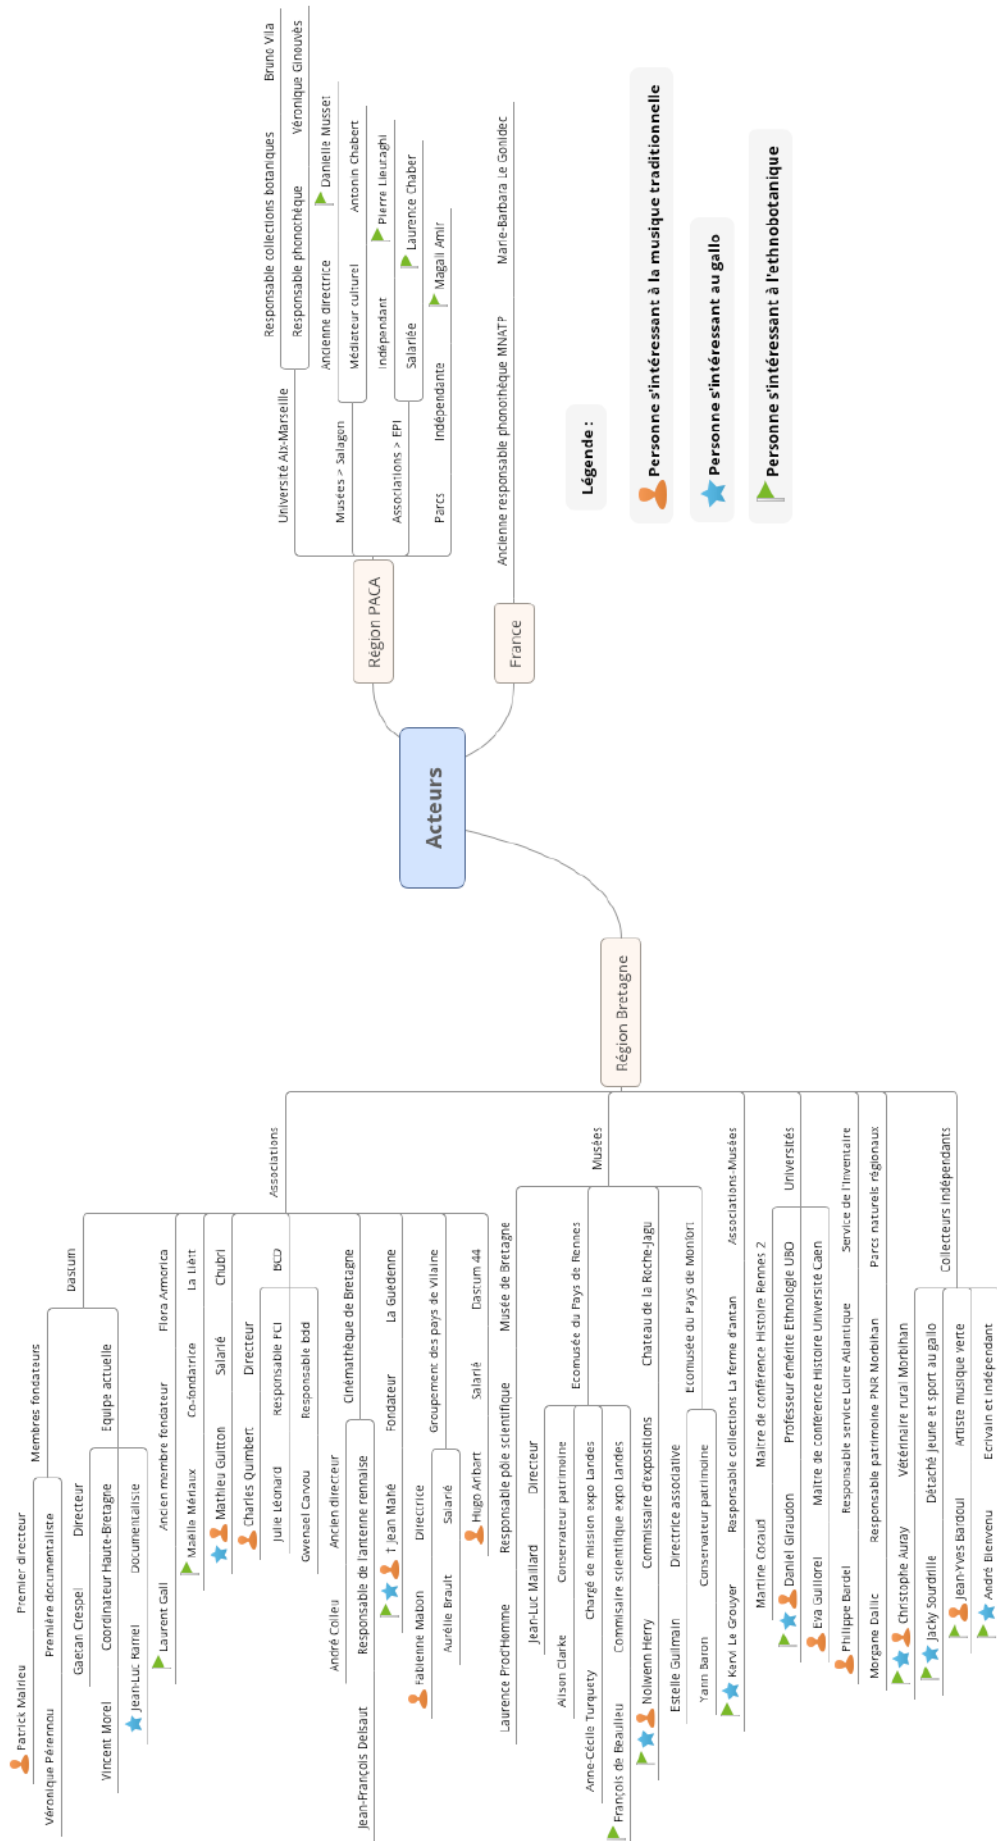 Acteurs
Région Bretagne
Associations
Dastum
Membres fondateurs
Premier directeur
Patrick Malrieu
Première documentaliste
Véronique Pérennou
Equipe actuelle
Directeur
Gaetan Crespel
Coordinateur Haute-Bretagne
Vincent Morel
Documentaliste
Jean-Luc Ramel
Flora Armorica
Ancien membre fondateur
Laurent Gall
La Liètt
Co-fondatrice
Maëlle Mériaux
Chubri
Salarié
Mathieu Guitton
BCD
Directeur
Charles Quimbert
Responsable PCI
Julie Léonard
Responsable bdd
Gwenael Carvou
Cinémathèque de Bretagne
Ancien directeur
André Colleu
Responsable de l'antenne rennaise
Jean-François Delsaut
La Guedenne
Fondateur
† Jean Mahé
Groupement des pays de Vilaine
Directrice
Fabienne Mabon
Salarié
Aurélie Brault
Dastum 44
Salarié
Hugo Aribart
Musées
Musée de Bretagne
Responsable pôle scientifique
Laurence Prod'Homme
Ecomusée du Pays de Rennes
Directeur
Jean-Luc Maillard
Conservateur patrimoine
Alison Clarke
Chargé de mission expo Landes
Anne-Cécile Turquety
Commisaire scientifique expo Landes
François de Beaulieu
Chateau de la Roche-Jagu
Commissaire d'expositions
Nolwenn Herry
Ecomusée du Pays de Monfort
Directrice associative
Estelle Guilmain
Conservateur patrimoine
Yann Baron
Associations-Musées
Responsable collections La ferme d'antan
Kervi Le Grouyer
Universités
Maitre de conférence Histoire Rennes 2
Martine Cocaud
Professeur émérite Ethnologie UBO
Daniel Giraudon
Maitre de conférence Histoire Université Caen
Eva Guillorel
Service de l'Inventaire
Responsable service Loire Atlantique
Philippe Bardel
Parcs naturels régionaux
Responsable patrimoine PNR Morbihan
Morgane Dallic
Collecteurs indépendants
Vétérinaire rural Morbihan
Christophe Auray
Détaché Jeune et sport au gallo
Jacky Sourdrille
Artiste musique verte
Jean-Yves Bardoul
Ecrivain et indépendant
André Bienvenu
Région PACA
Université Aix-Marseille
Responsable collections botaniques
Bruno Vila
Responsable phonothèque
Véronique Ginouvès
Musées > Salagon
Ancienne directrice
Danielle Musset
Médiateur culturel
Antonin Chabert
Associations > EPI
Indépendant
Pierre Lieutaghi
Salariée
Laurence Chaber
Parcs
Indépendante
Magali Amir
France
Ancienne responsable phonothèque MNATP
Marie-Barbara Le Gonidec
Légende :
Personne s'intéressant à la musique traditionnelle
Personne s'intéressant au gallo
Personne s'intéressant à l'ethnobotanique